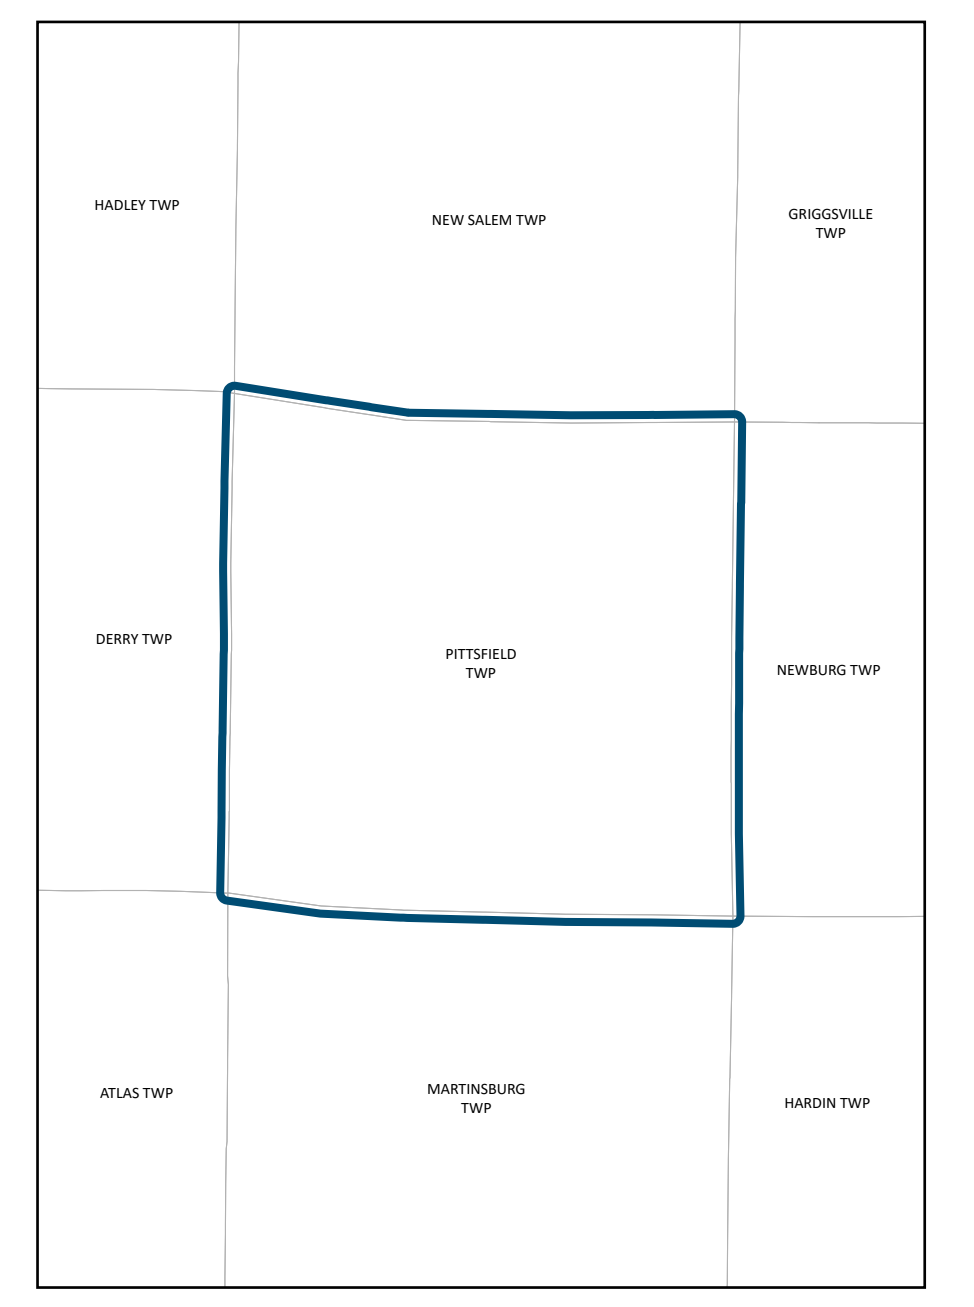 HADLEY TWP
NEW SALEM TWP
GRIGGSVILLE
TWP
DERRY TWP
PITTSFIELD
TWP
NEWBURG TWP
ATLAS TWP
MARTINSBURG
TWP
HARDIN TWP